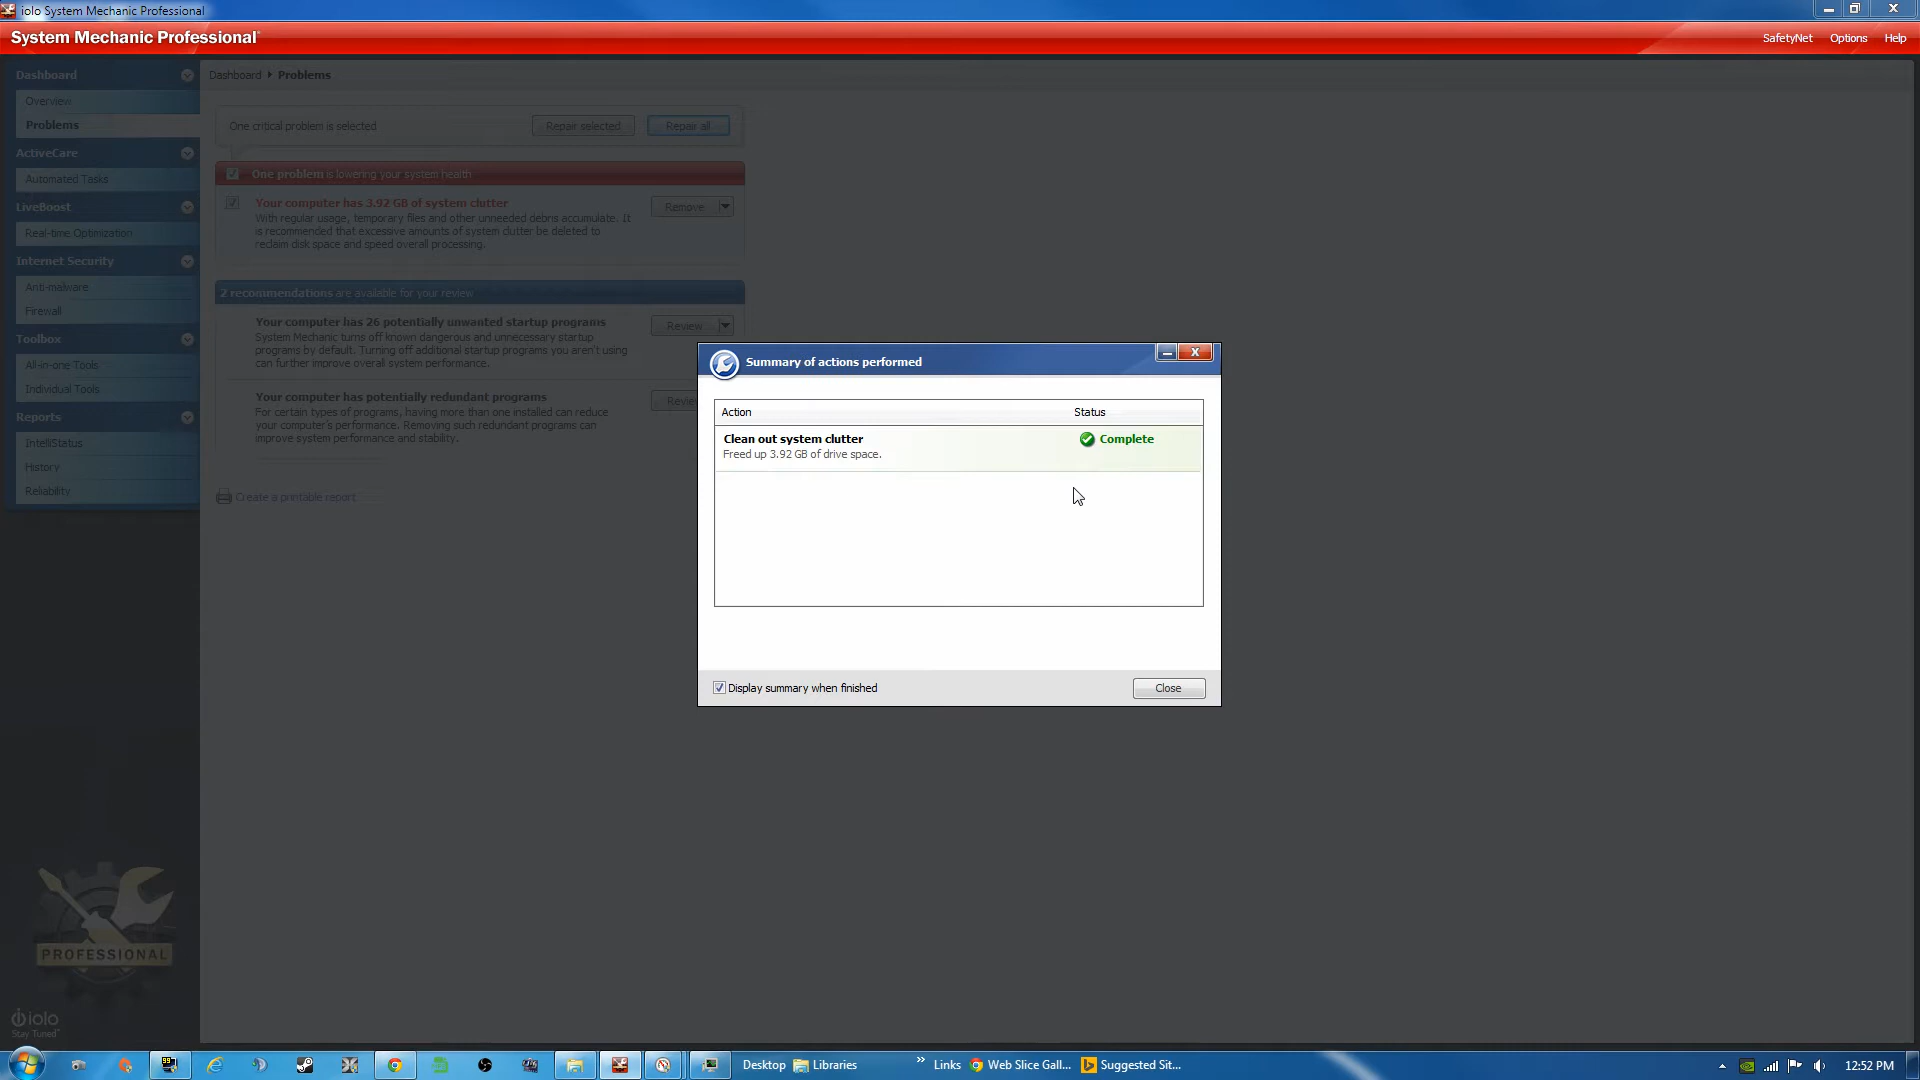 iolo System Mechanic Professional
System Mechanic Professional
SafetyNet Options Help
Dashboard
Overview
Problems
ActiveCare
Automated Tasks
LiveBoost
Real-time Optimization
Internet Security
Anti-malware
Firewall
Toolbox
All-in-one Tools
Individual Tools
Reports
IntelliStatus
History
Reliability
Dashboard Problems
One critical problem is selected
Repair selected
Repair all
One problem is lowering your system health
Your computer has 3.92 GB of system clutter
With regular usage, temporary files and other unneeded debris accumulate. It
is recommended that excessive amounts of system clutter be deleted to
reclaim disk space and speed overall processing.
Remove
2 recommendations are available for your review
Your computer has 26 potentially unwanted startup programs
System Mechanic turns off known dangerous and unnecessary startup
programs by default. Turning off additional startup programs you aren't using
can further improve overall system performance.
Review...
Your computer has potentially redundant programs
For certain types of programs, having more than one installed can reduce
your computer's performance. Removing such redundant programs can
improve system performance and stability.
Create a printable report
Summary of actions performed
Action Status
Clean out system clutter Complete
Freed up 3.92 GB of drive space.
Display summary when finished
Close
PROFESSIONAL
iolo
Stay Tuned
Desktop Libraries » Links Web Slice Gall... Suggested Sit... 12:52 PM